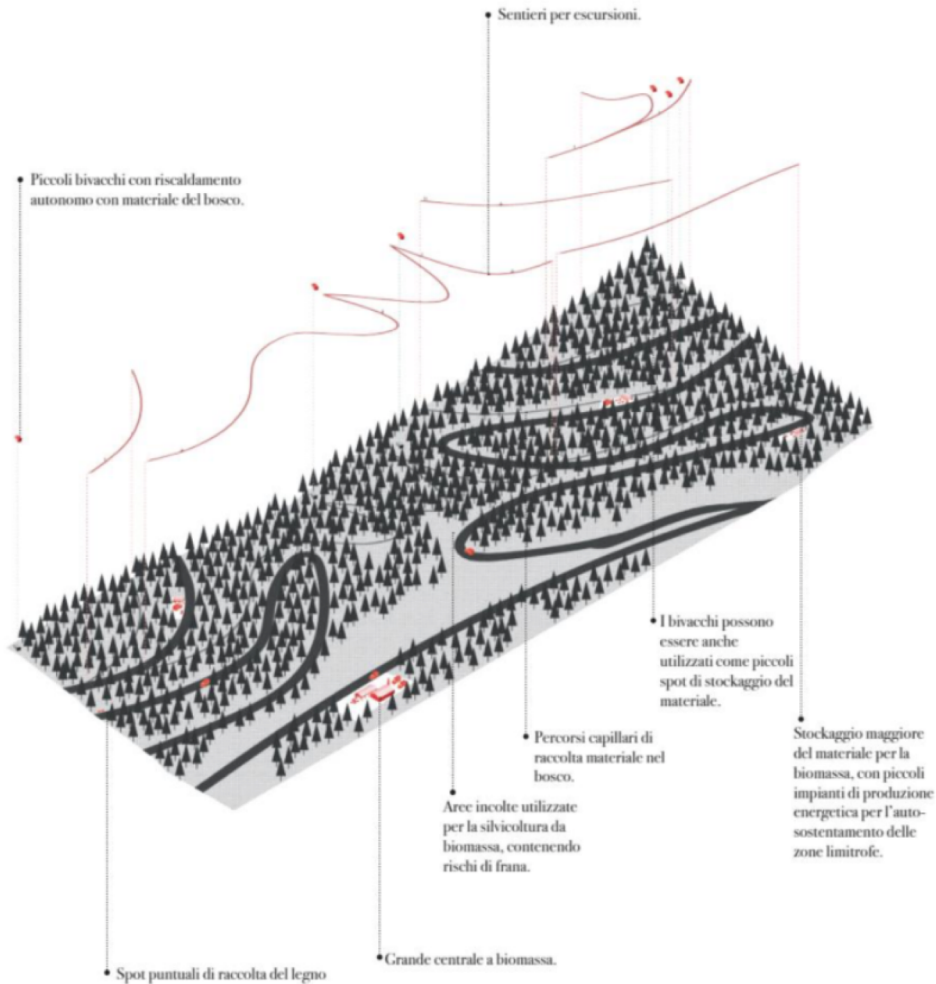 Sentieri per escursioni.
Piccoli bivacchi con riscaldamento
autonomo con materiale del bosco.
I bivacchi possono
essere anche
utilizzati come piccoli
spot di stockaggio del
materiale.
Percorsi capillari di
raccolta materiale nel
bosco.
Stockaggio maggiore
del materiale per la
biomassa, con piccoli
impianti di produzione
energetica per l'auto-
sostentamento delle
zone limitrofe.
Aree incolte utilizzate
per la silvicoltura da
biomassa, contenendo
rischi di frana.
Grande centrale a biomassa.
Spot puntuali di raccolta del legno